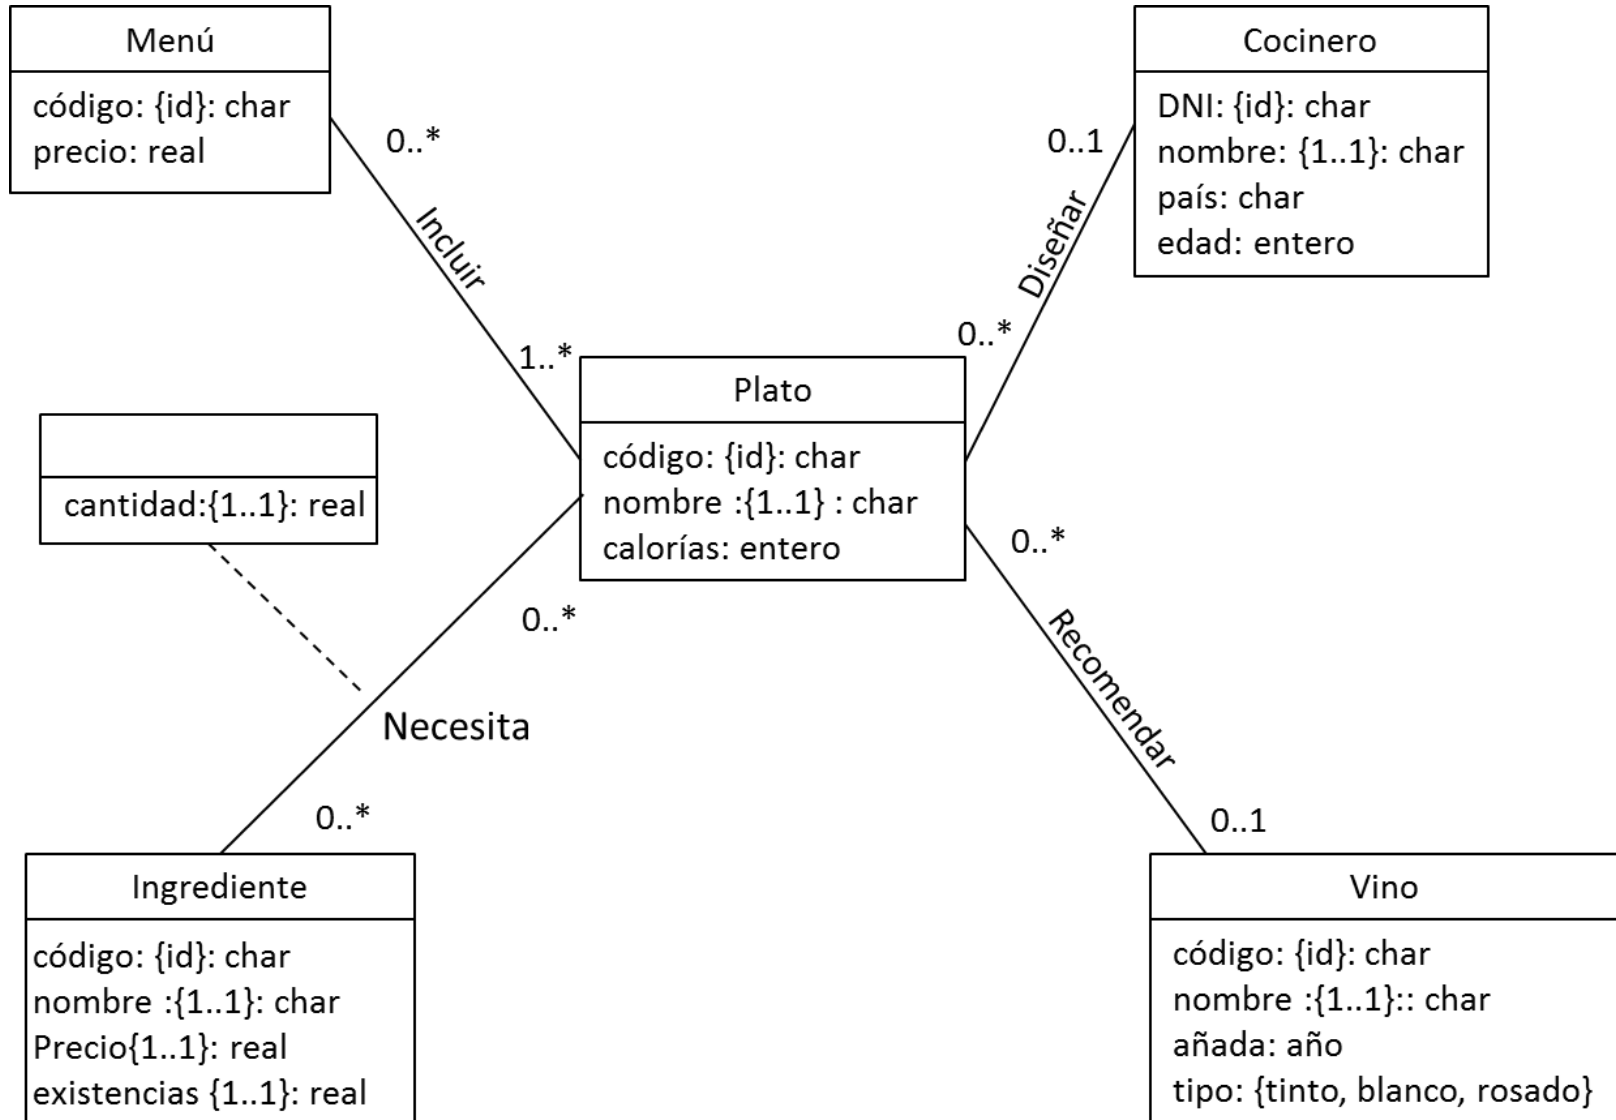 Menú
código: {id}: char
precio: real
Cocinero
DNI: {id}: char
nombre: {1..1}: char
país: char
edad: entero
0..*
Incluir
1..*
0..1
Diseñar
0..*
Plato
código: {id}: char
nombre :{1..1} : char
calorías: entero
cantidad:{1..1}: real
0..*
Necesita
0..*
0..*
Recomendar
0..1
Ingrediente
código: {id}: char
nombre :{1..1}: char
Precio{1..1}: real
existencias {1..1}: real
Vino
código: {id}: char
nombre :{1..1}:: char
añada: año
tipo: {tinto, blanco, rosado}